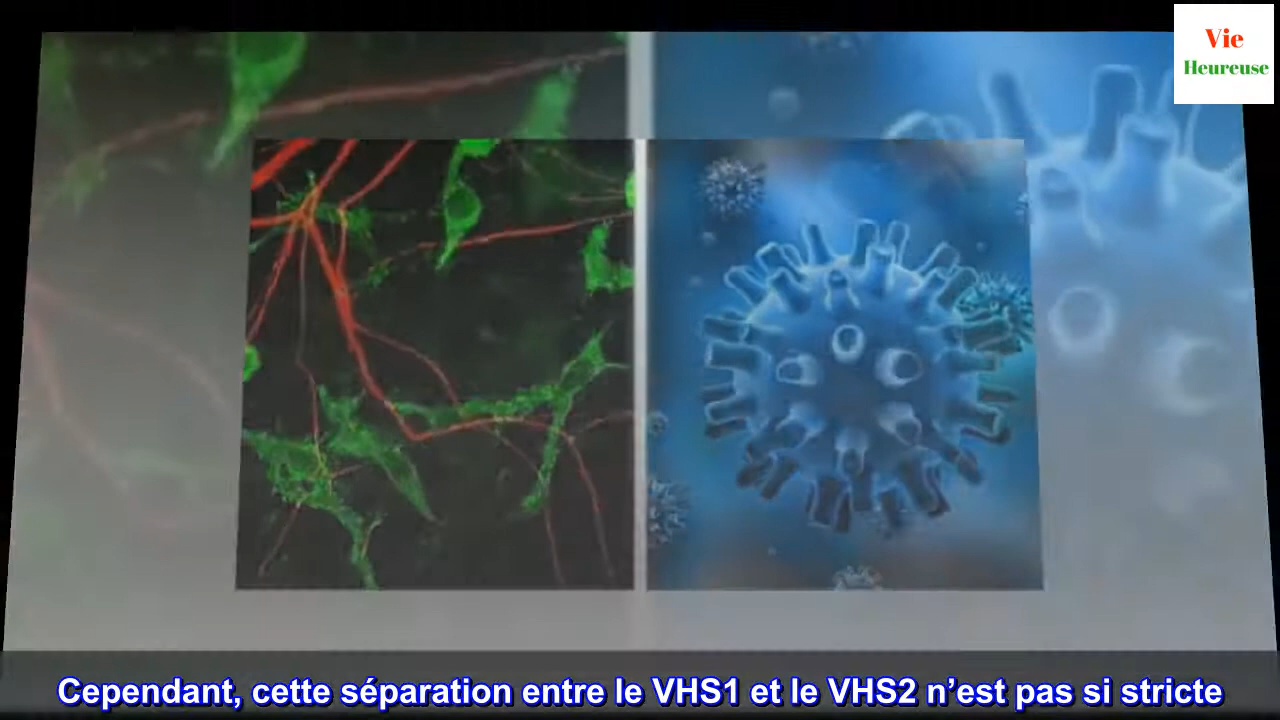 Vie
Heureuse
Cependant, cette séparation entre le VHS1 et le VHS2 n’est pas si stricte